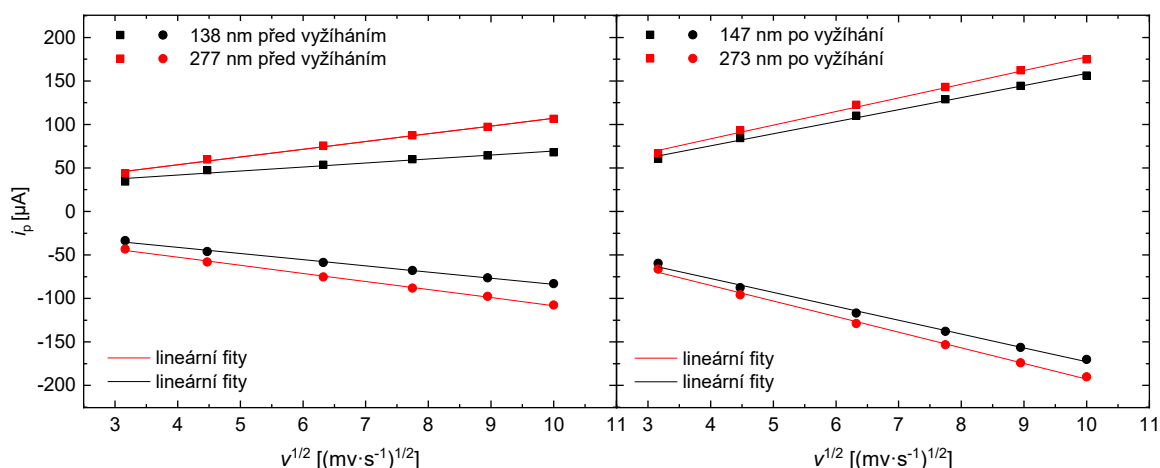 200
150
100
50
0
-50
-100
-150
-200
i_p [µA]
138 nm před vyžíháním
277 nm před vyžíháním
lineární fity
lineární fity
3 4 5 6 7 8 9 10 11
v^1/2 [(mv·s^-1)^1/2]
147 nm po vyžíhání
273 nm po vyžíhání
lineární fity
lineární fity
3 4 5 6 7 8 9 10 11
v^1/2 [(mv·s^-1)^1/2]